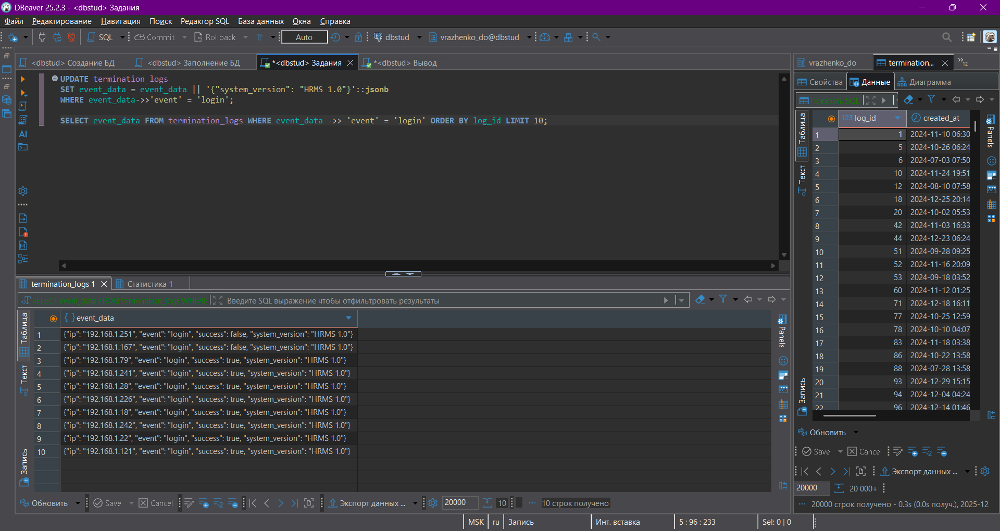 DBeaver 25.2.3 - <dbstud> Задания
Файл Редактирование Навигация Поиск Редактор SQL База данных Окна Справка
SQL Commit Rollback T Auto dbstud vrazhenko_do@dbstud
<dbstud> Создание БД <dbstud> Заполнение БД *<dbstud> Задания *<dbstud> Вывод
UPDATE termination_logs
SET event_data = event_data || '{"system_version": "HRMS 1.0"}'::jsonb
WHERE event_data->>'event' = 'login';
SELECT event_data FROM termination_logs WHERE event_data ->> 'event' = 'login' ORDER BY log_id LIMIT 10;
AI
termination_logs 1 Статистика 1
SELECT event_data FROM termination_logs WHERE Введите SQL выражение чтобы отфильтровать результаты
Таблица
Текст
Запись
event_data
1 {"ip": "192.168.1.251", "event": "login", "success": false, "system_version": "HRMS 1.0"}
2 {"ip": "192.168.1.167", "event": "login", "success": false, "system_version": "HRMS 1.0"}
3 {"ip": "192.168.1.79", "event": "login", "success": true, "system_version": "HRMS 1.0"}
4 {"ip": "192.168.1.241", "event": "login", "success": true, "system_version": "HRMS 1.0"}
5 {"ip": "192.168.1.28", "event": "login", "success": true, "system_version": "HRMS 1.0"}
6 {"ip": "192.168.1.226", "event": "login", "success": true, "system_version": "HRMS 1.0"}
7 {"ip": "192.168.1.18", "event": "login", "success": true, "system_version": "HRMS 1.0"}
8 {"ip": "192.168.1.242", "event": "login", "success": true, "system_version": "HRMS 1.0"}
9 {"ip": "192.168.1.22", "event": "login", "success": true, "system_version": "HRMS 1.0"}
10 {"ip": "192.168.1.121", "event": "login", "success": true, "system_version": "HRMS 1.0"}
Panels
Обновить Save Cancel Экспорт данных ... 20000 10 ... 10 строк получено
vrazhenko_do termination... »12
Свойства Данные Диаграмма
Показать SQL
Таблица
Текст
Запись
123 log_id created_at
1 1 2024-11-10 06:30
2 5 2024-10-26 06:24
3 6 2024-07-03 07:50
4 10 2024-11-24 19:51
5 12 2024-08-10 07:58
6 18 2024-12-25 20:14
7 20 2024-10-02 05:53
8 42 2024-11-03 16:33
9 44 2024-12-23 06:24
10 51 2024-09-28 09:25
11 52 2024-11-16 20:09
12 53 2024-09-18 03:52
13 60 2024-11-12 01:25
14 71 2024-12-18 16:11
15 77 2024-10-25 12:59
16 78 2024-10-10 04:07
17 83 2024-11-18 03:38
18 86 2024-10-22 13:58
19 88 2024-07-28 13:58
20 93 2024-12-29 15:15
21 94 2024-12-04 04:24
22 96 2024-12-14 01:46
Panels
Обновить
Save Cancel
Экспорт данных ...
20000 20 000+
... 20000 строк получено - 0.3s (0.0s получ.), 2025-12
MSK ru Запись Инт. вставка 5 : 96 : 233 Sel: 0 | 0